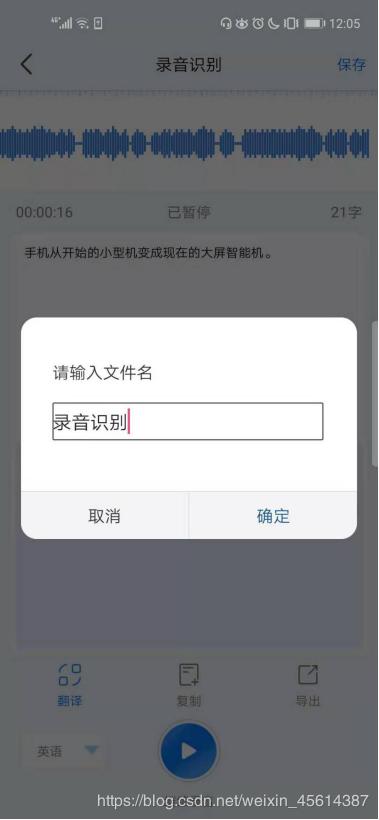 12:05
录音识别
保存
00:00:16
已暂停
21字
手机从开始的小型机变成现在的大屏智能机。
请输入文件名
录音识别
取消
确定
翻译
复制
导出
英语
https://blog.csdn.net/weixin_45614387